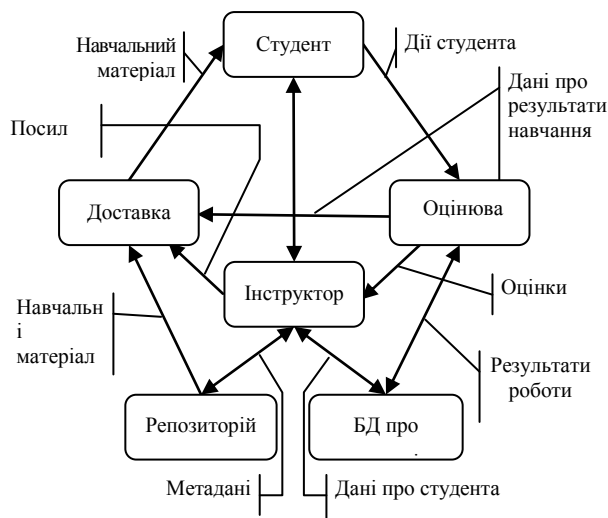 Навчальний
матеріал
Студент
Дії студента
Дані про
результати
навчання
Посил
Доставка
Оцінюва
Інструктор
Оцінки
Навчальн
і
матеріал
Результати
роботи
Репозиторій
БД про
Метадані
Дані про студента